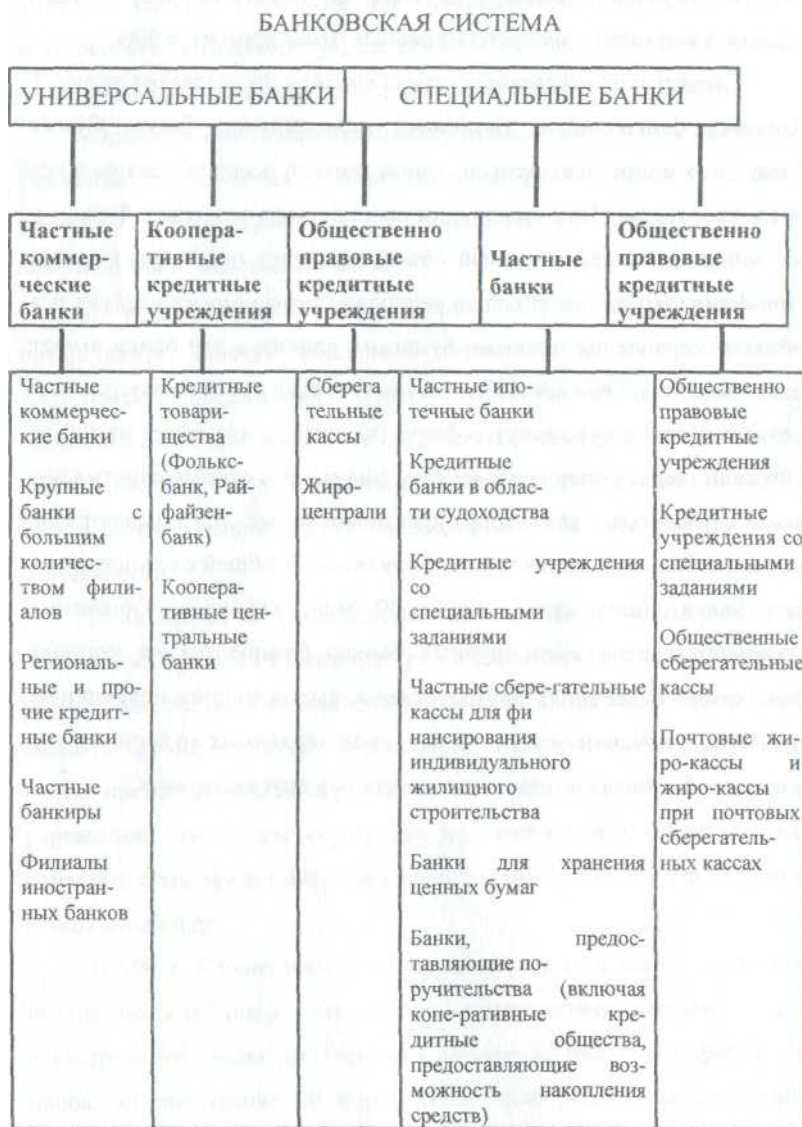 БАНКОВСКАЯ СИСТЕМА
УНИВЕРСАЛЬНЫЕ БАНКИ
СПЕЦИАЛЬНЫЕ БАНКИ
Частные
коммер-
ческие
банки
Коопера-
тивные
кредитные
учреждения
Общественно
правовые
кредитные
учреждения
Частные
банки
Общественно
правовые
кредитные
учреждения
Частные
коммерчес-
кие банки
Крупные
банки с
большим
количес-
твом фили-
алов
Региональ-
ные и про-
чие кредит-
ные банки
Частные
банкиры
Филиалы
иностран-
ных банков
Кредитные
товари-
щества
(Фолькс-
банк, Рай-
файзен-
банк)
Коопера-
тивные цен-
тральные
банки
Сберега
тельные
кассы
Жиро-
централи
Частные ипо-
течные банки
Кредитные
банки в облас-
ти судоходства
Кредитные учреждения
со
специальными
заданиями
Частные сбере-гательные
кассы для фи
нансирования
индивидуального
жилищного
строительства
Банки для хранения
ценных бумаг
Банки, предос-
тавляющие по-
ручительства (включая
копе-ративные кре-
дитные общества,
предоставляющие воз-
можность накопления
средств)
Общественно
правовые
кредитные
учреждения
Кредитные
учреждения со
специальными
заданиями
Общественные
сберегательные
кассы
Почтовые жи-
ро-кассы и
жиро-кассы
при почтовых
сберегатель-
ных кассах